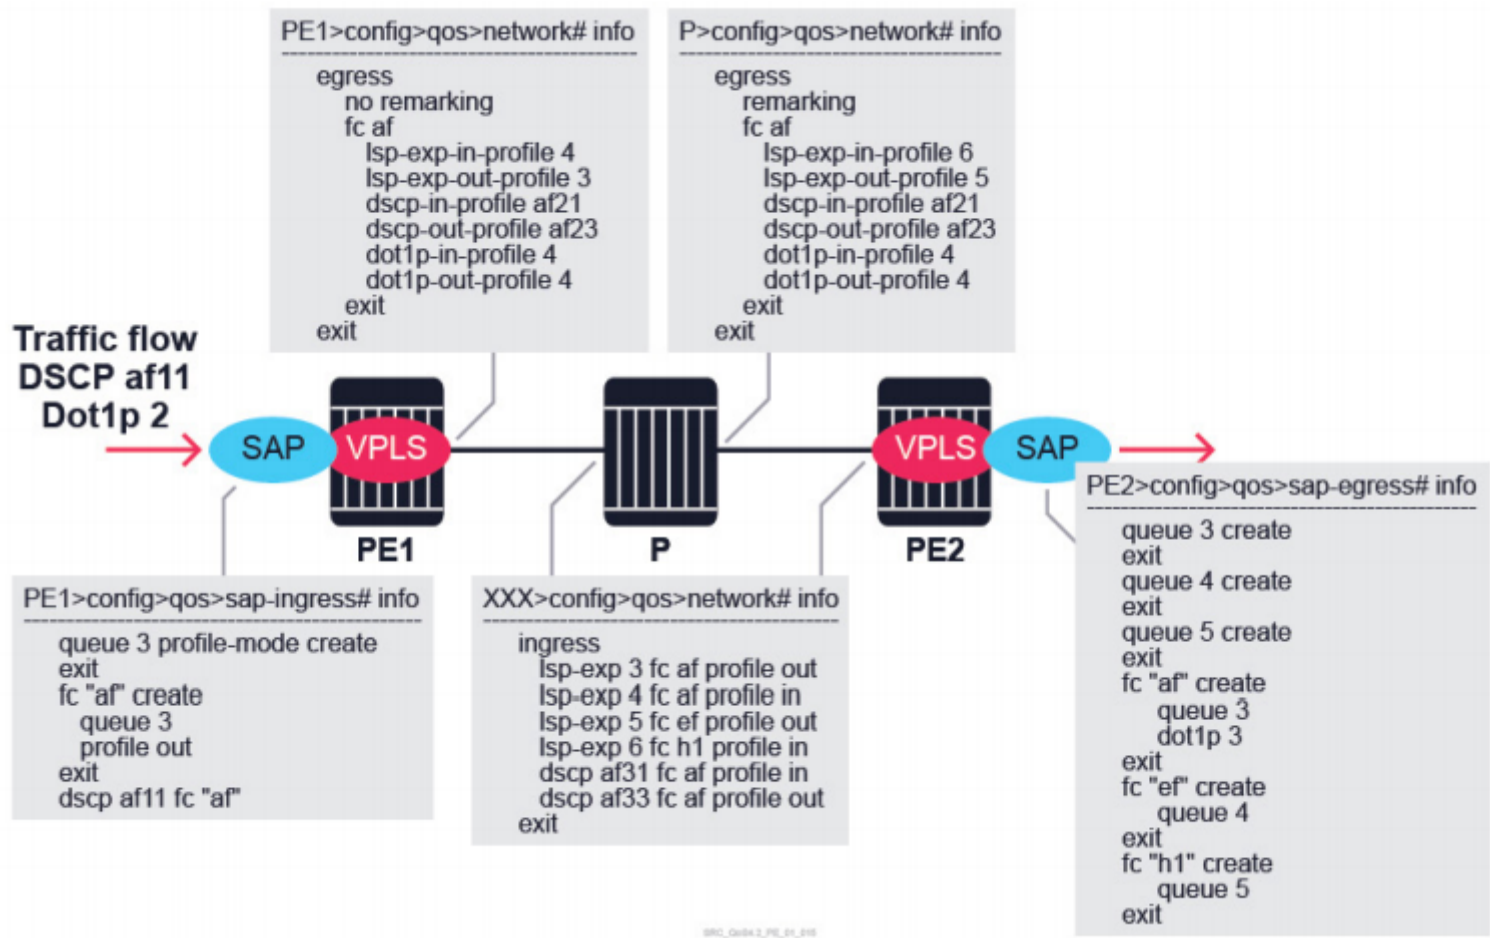 PE1>config>qos>network# info
egress
no remarking
fc af
lsp-exp-in-profile 4
lsp-exp-out-profile 3
dscp-in-profile af21
dscp-out-profile af23
dot1p-in-profile 4
dot1p-out-profile 4
exit
exit
P>config>qos>network# info
egress
remarking
fc af
lsp-exp-in-profile 6
lsp-exp-out-profile 5
dscp-in-profile af21
dscp-out-profile af23
dot1p-in-profile 4
dot1p-out-profile 4
exit
exit
Traffic flow
DSCP af11
Dot1p 2
SAP
VPLS
VPLS
SAP
PE1
P
PE2
PE1>config>qos>sap-ingress# info
queue 3 profile-mode create
exit
fc "af" create
queue 3
profile out
exit
dscp af11 fc "af"
XXX>config>qos>network# info
ingress
lsp-exp 3 fc af profile out
lsp-exp 4 fc af profile in
lsp-exp 5 fc ef profile out
lsp-exp 6 fc h1 profile in
dscp af31 fc af profile in
dscp af33 fc af profile out
exit
PE2>config>qos>sap-egress# info
queue 3 create
exit
queue 4 create
exit
queue 5 create
exit
fc "af" create
queue 3
dot1p 3
exit
fc "ef" create
queue 4
exit
fc "h1" create
queue 5
exit